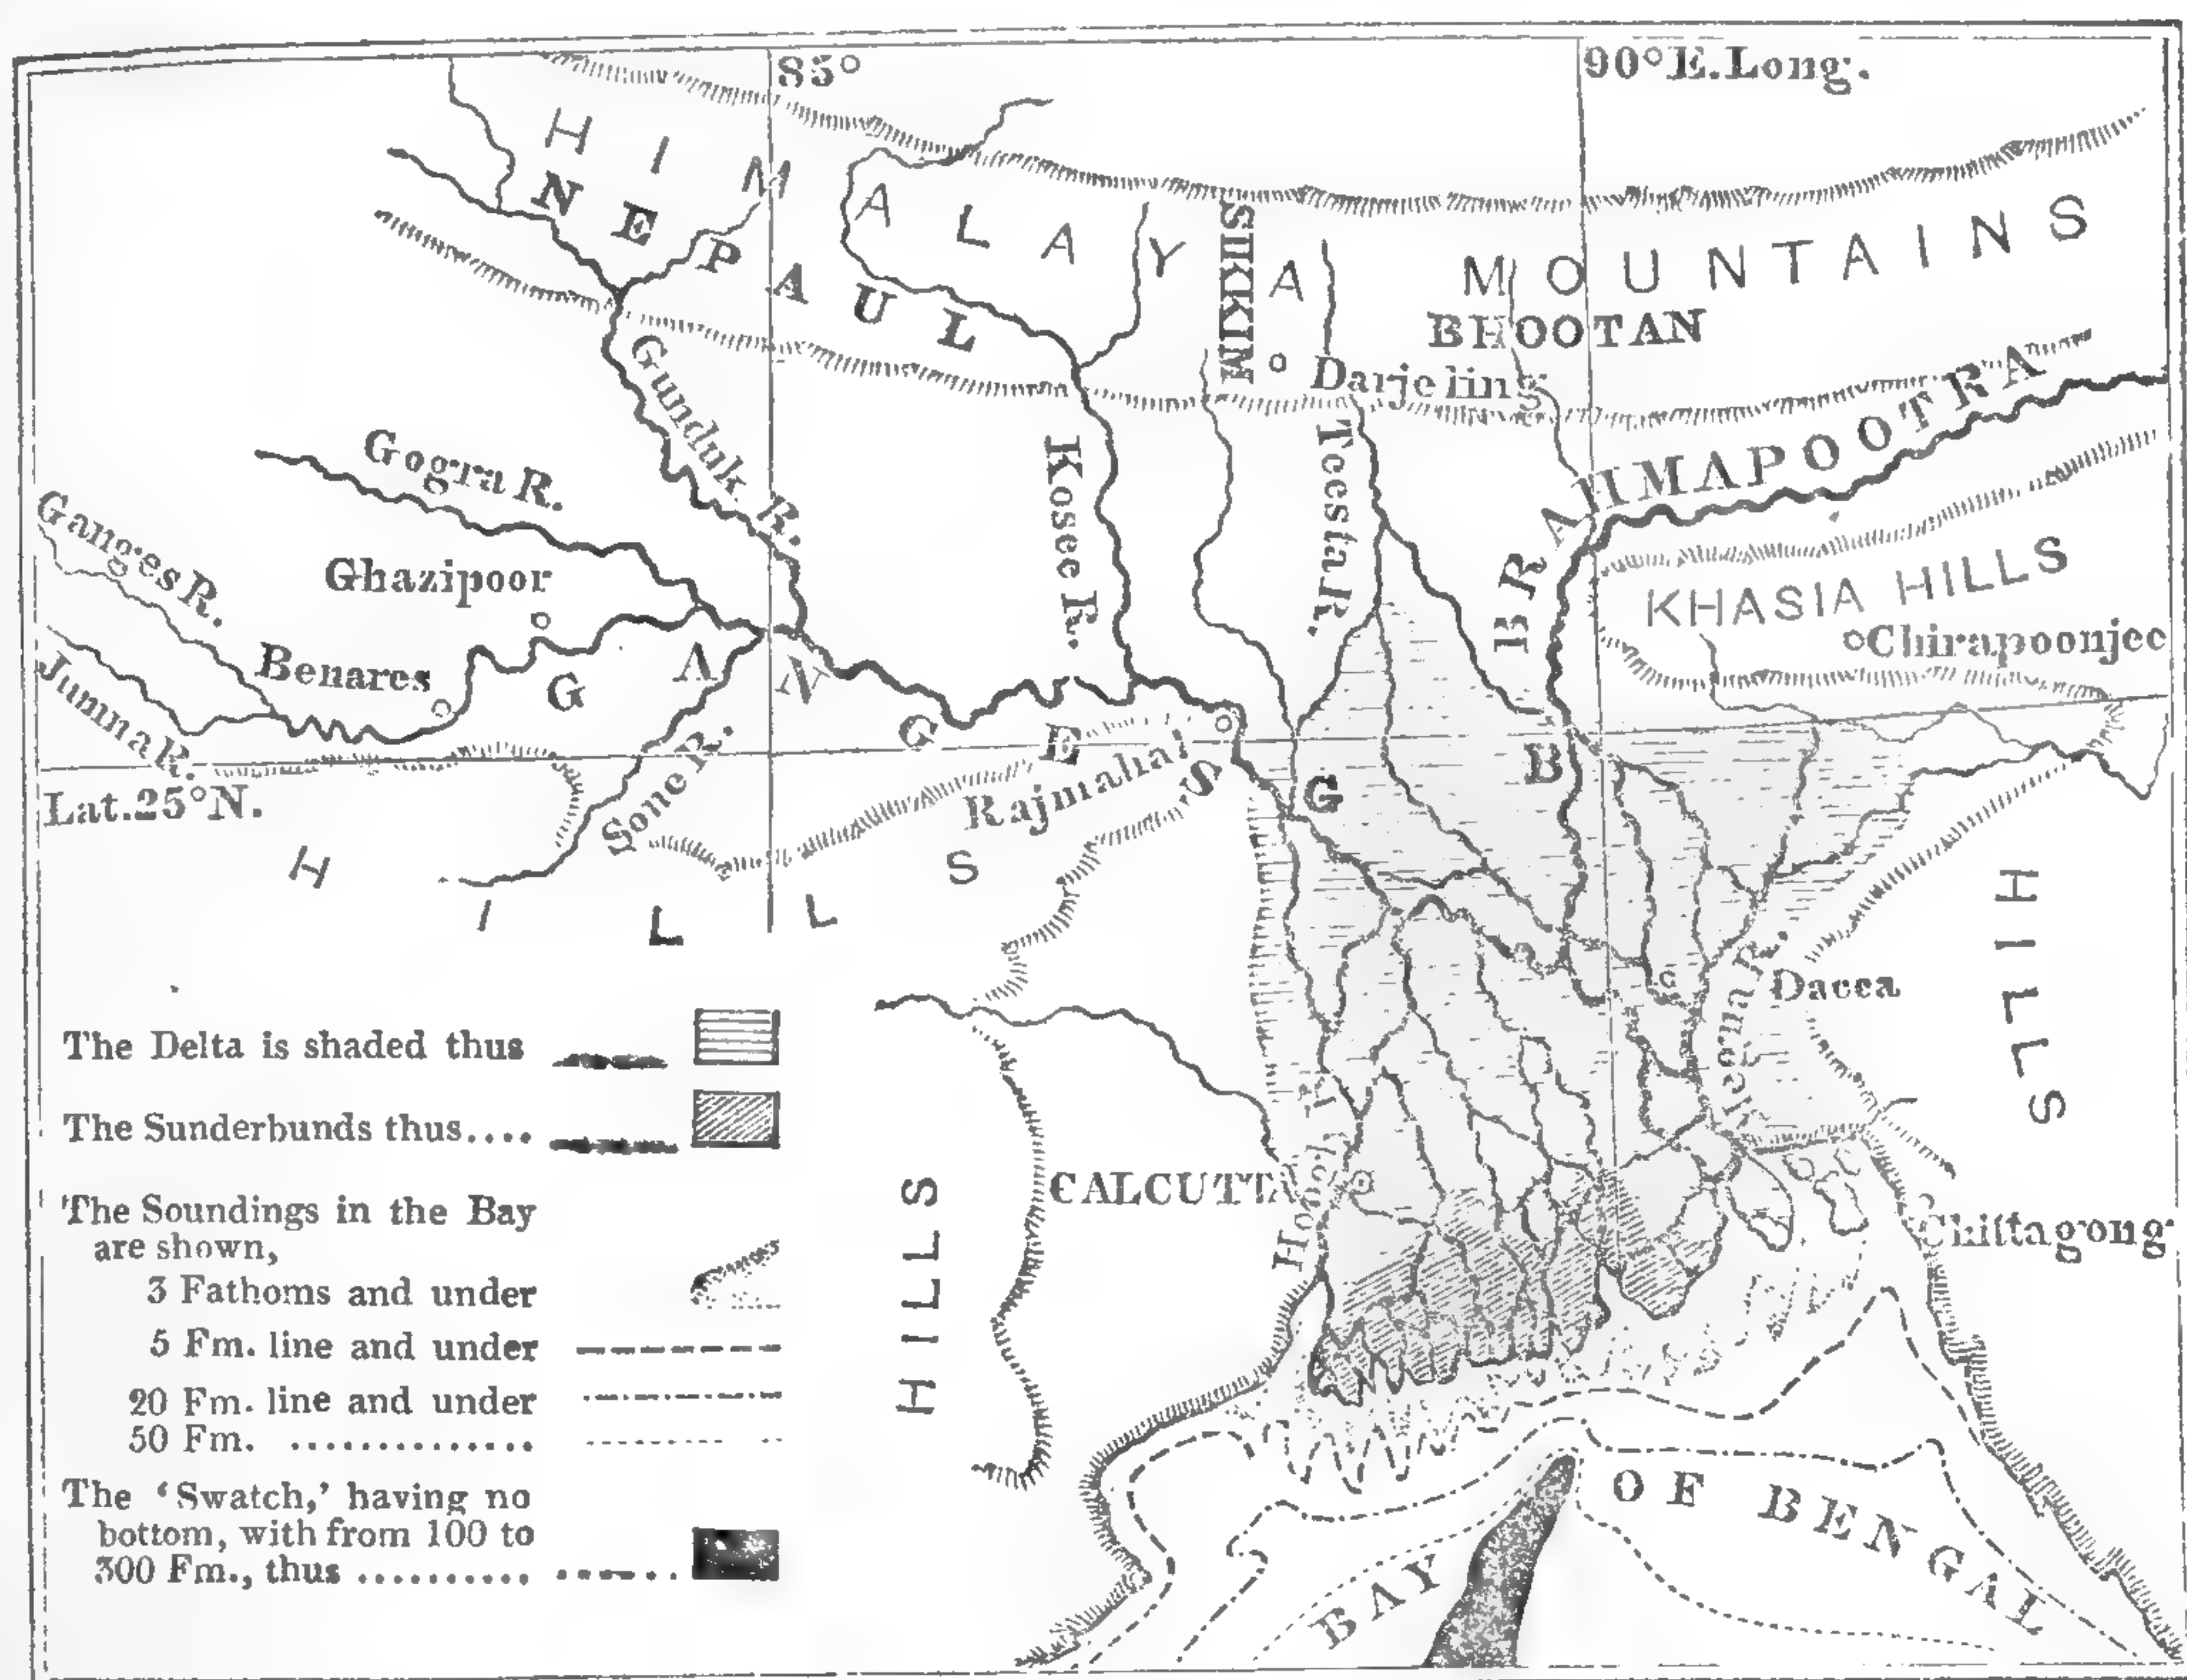 85°
90° E. Long.
HIMALAYA MOUNTAINS
NEPAUL
SIKKIM
BHOOTAN
Darjeling
Gunduk R.
Gogra R.
Kosee R.
Teesta R.
BRAHMAPOOTRA
Ganges R.
Ghazipoor
Benares
Jumna R.
GANGES
KHASIA HILLS
Chirapoonjee
Sone R.
Rajmahal
Lat. 25° N.
G
B
HILLS
HILLS
Megna R.
Dacca
The Delta is shaded thus
The Sunderbunds thus....
The Soundings in the Bay
are shown,
3 Fathoms and under
5 Fm. line and under
20 Fm. line and under
50 Fm. ..............
The ‘Swatch,’ having no
bottom, with from 100 to
300 Fm., thus ..........
HILLS
CALCUTTA
Chittagong
BAY OF BENGAL